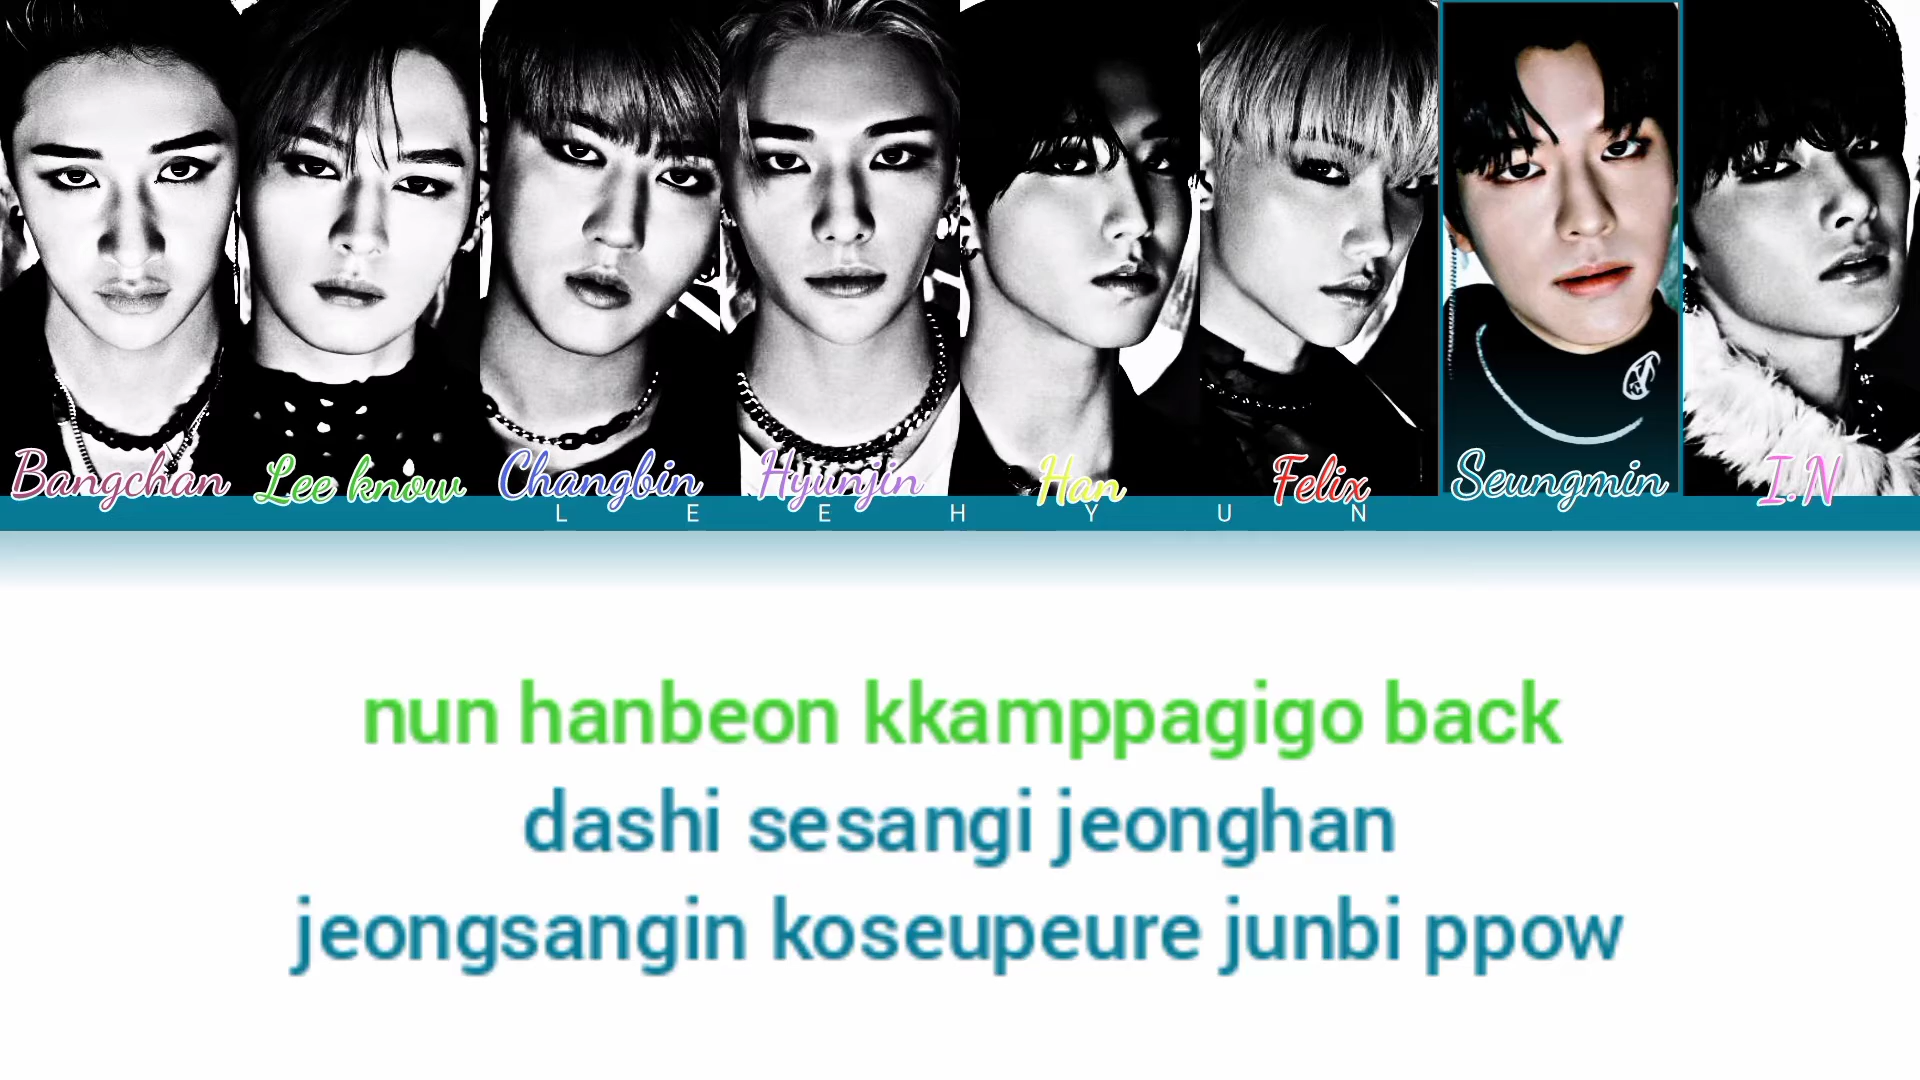 Bangchan Lee know Changbin Hyunjin Han Felix Seungmin I.N
L E E H Y U N
nun hanbeon kkamppagigo back
dashi sesangi jeonghan
jeongsangin koseupeure junbi ppow